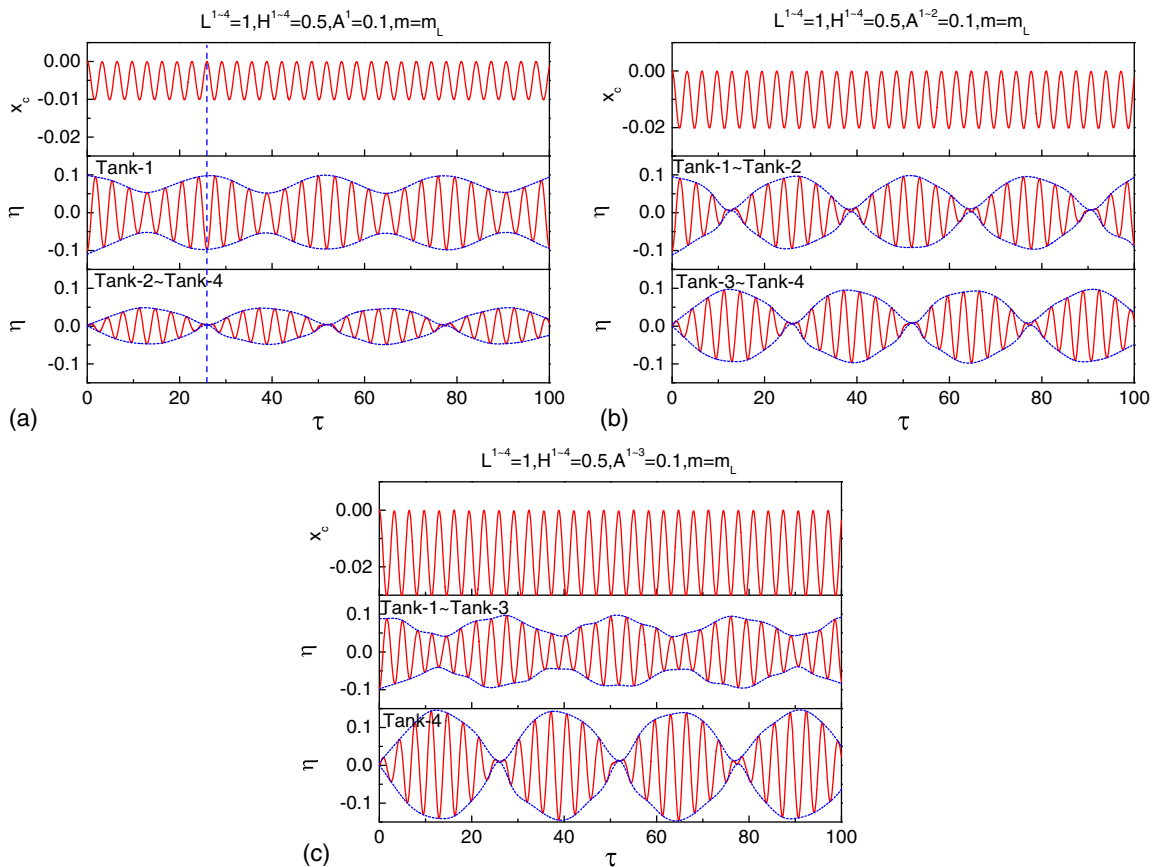 L¹~⁴=1,H¹~⁴=0.5,A¹=0.1,m=m_L
0.00
-0.01
-0.02
x_c
Tank-1
0.1
0.0
-0.1
η
Tank-2~Tank-4
0.1
0.0
-0.1
η
0 20 40 60 80 100
(a)
τ
L¹~⁴=1,H¹~⁴=0.5,A¹~²=0.1,m=m_L
0.00
-0.02
x_c
Tank-1~Tank-2
0.1
0.0
-0.1
η
Tank-3~Tank-4
0.1
0.0
-0.1
η
0 20 40 60 80 100
(b)
τ
L¹~⁴=1,H¹~⁴=0.5,A¹~³=0.1,m=m_L
0.00
-0.02
x_c
Tank-1~Tank-3
0.1
0.0
-0.1
η
Tank-4
0.1
0.0
-0.1
η
0 20 40 60 80 100
(c)
τ